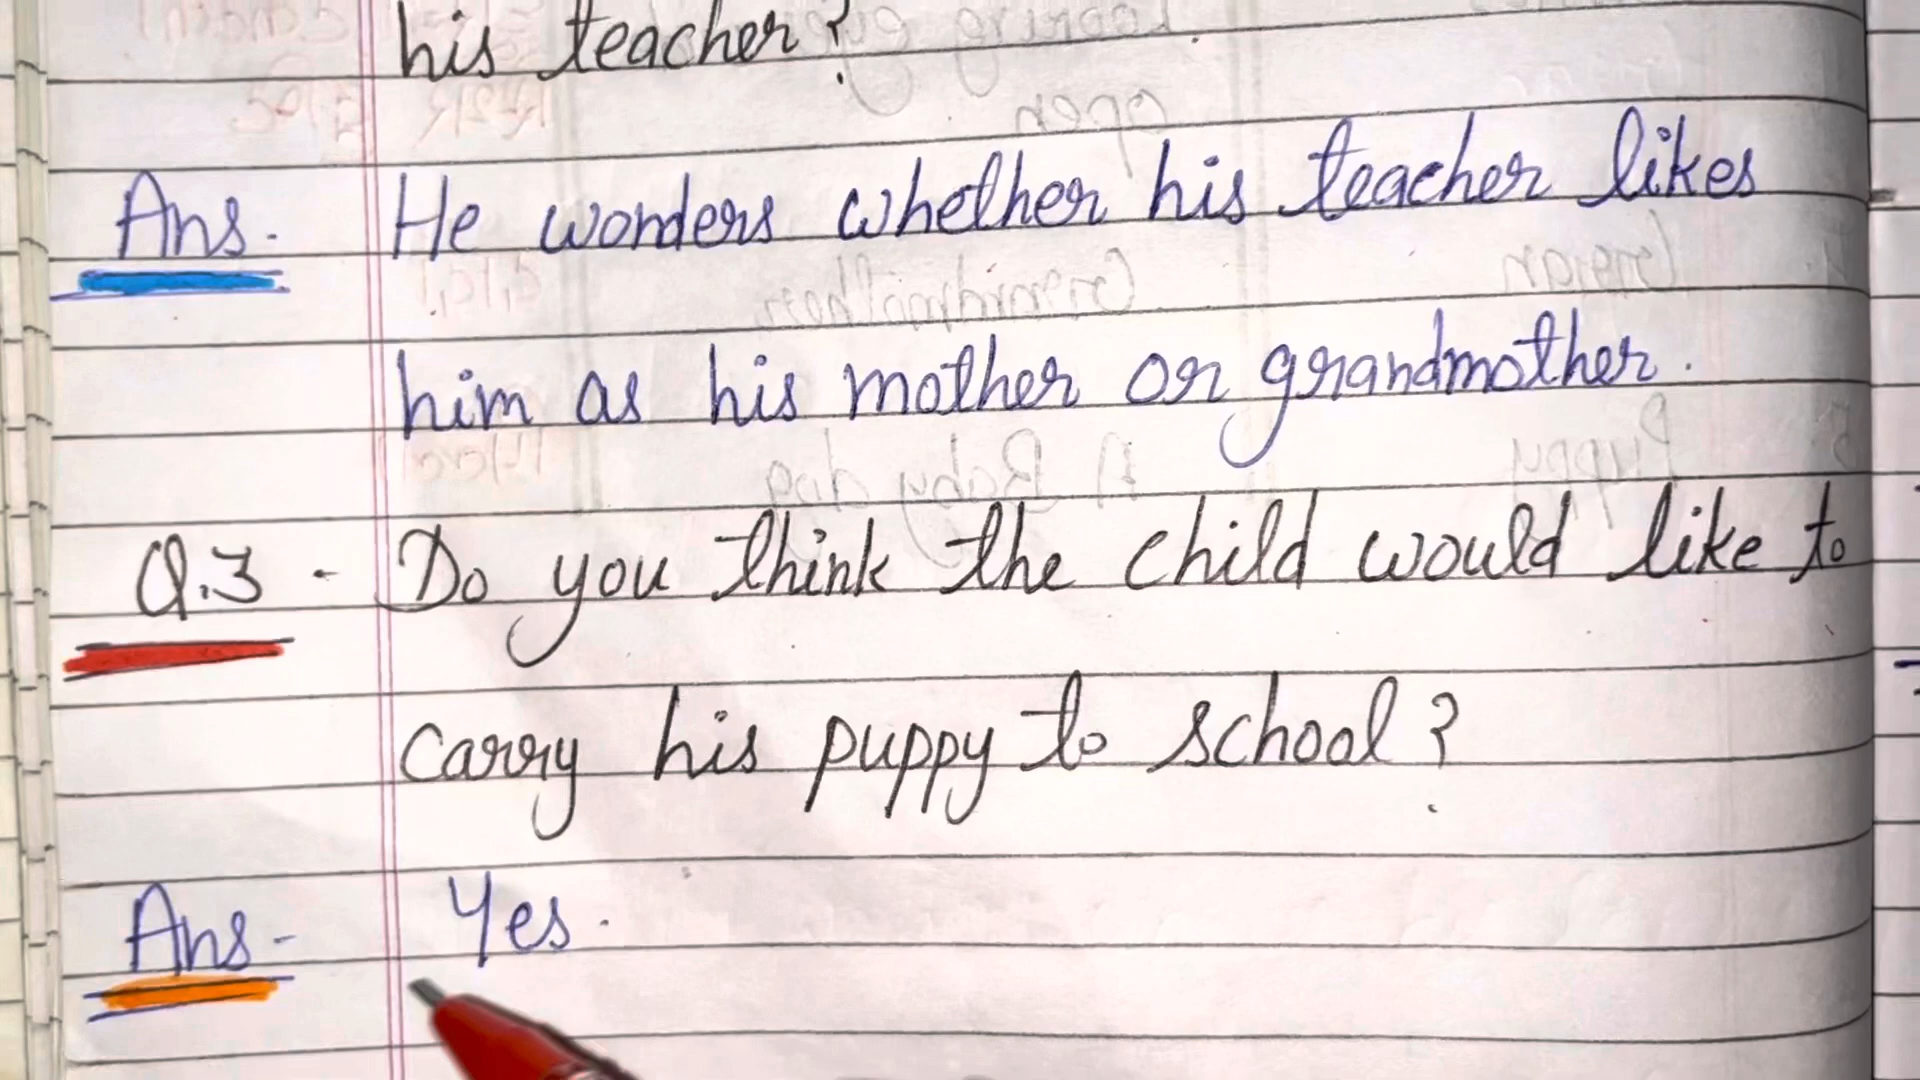 his teacher?
Ans. He wonders whether his teacher likes
him as his mother or grandmother.
Q.3 - Do you think the child would like to
carry his puppy to school?
Ans- Yes.